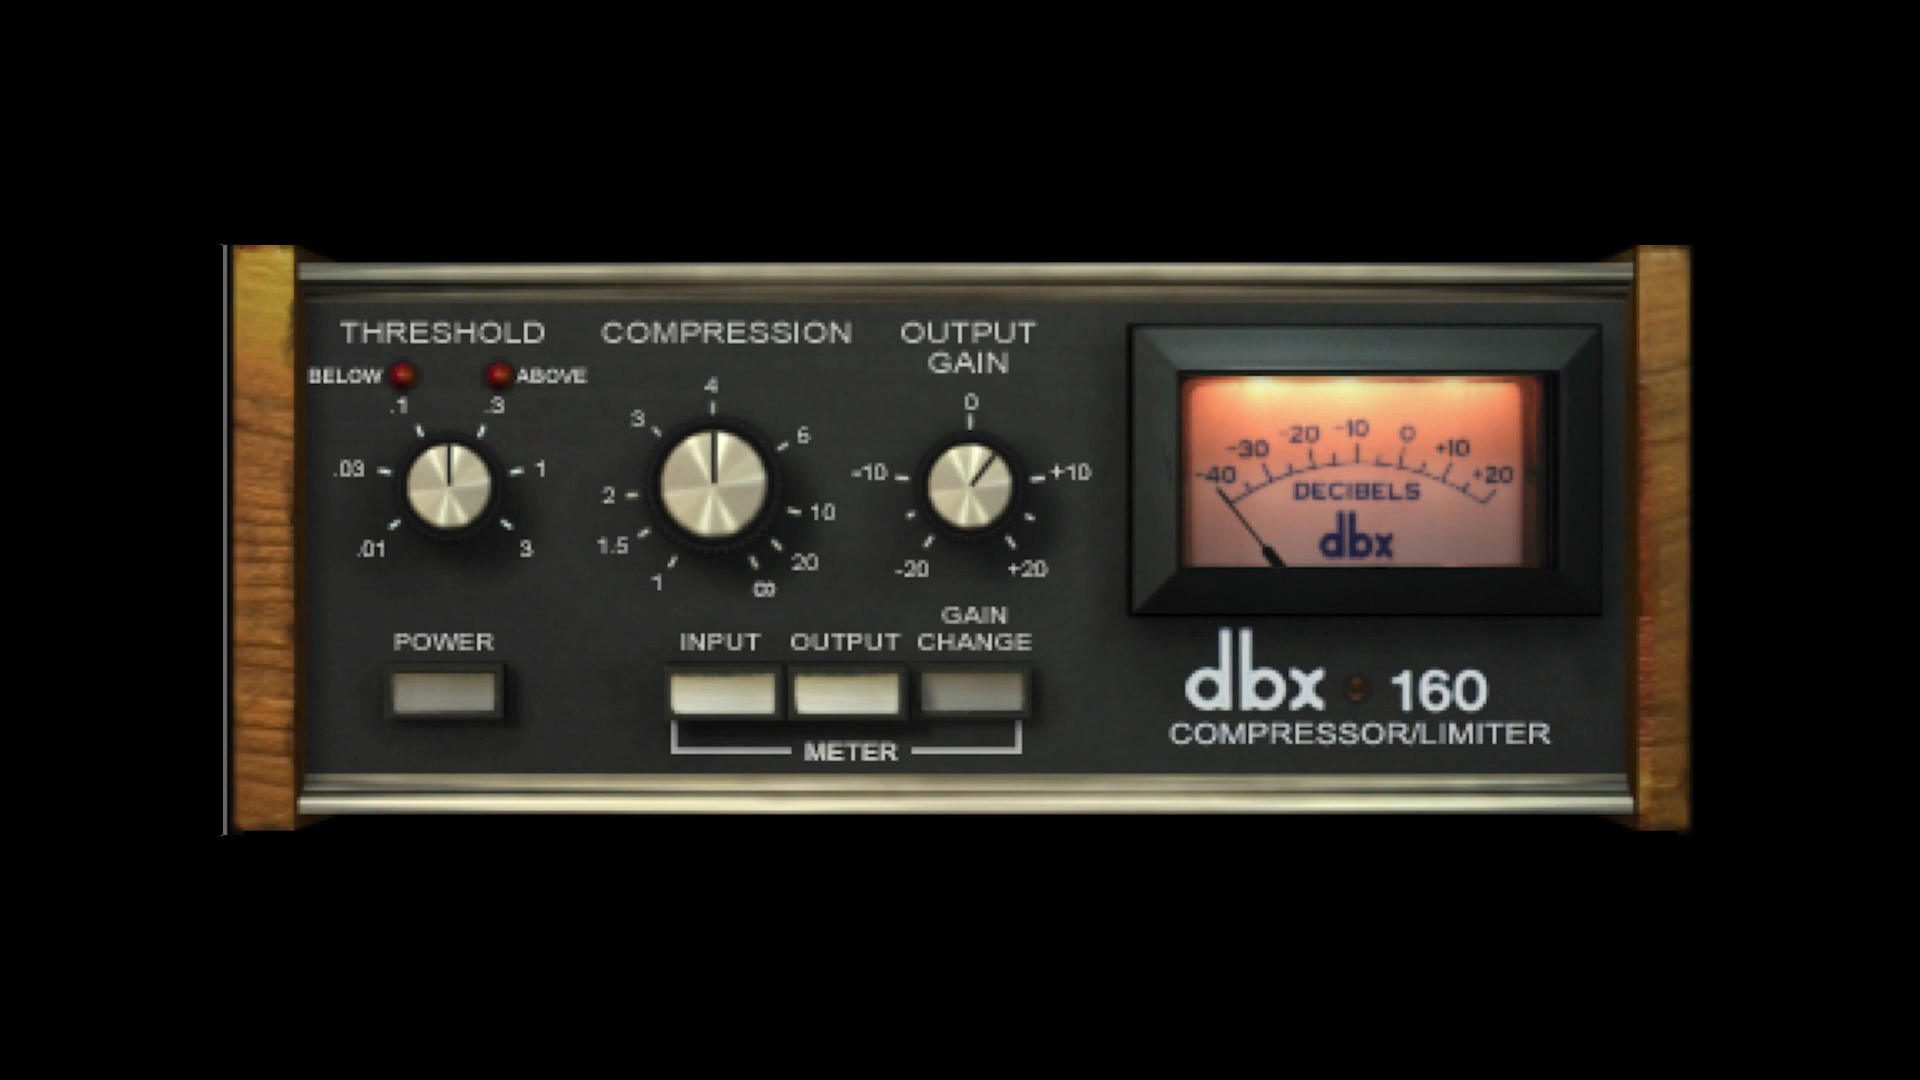 THRESHOLD
BELOW ABOVE
.01 .03 .1 .3 1 3
COMPRESSION
1 1.5 2 3 4 6 10 20 ∞
OUTPUT
GAIN
-20 -10 0 +10 +20
-40 -30 -20 -10 0 +10 +20
DECIBELS
dbx
POWER
INPUT OUTPUT GAIN
CHANGE
METER
dbx 160
COMPRESSOR/LIMITER